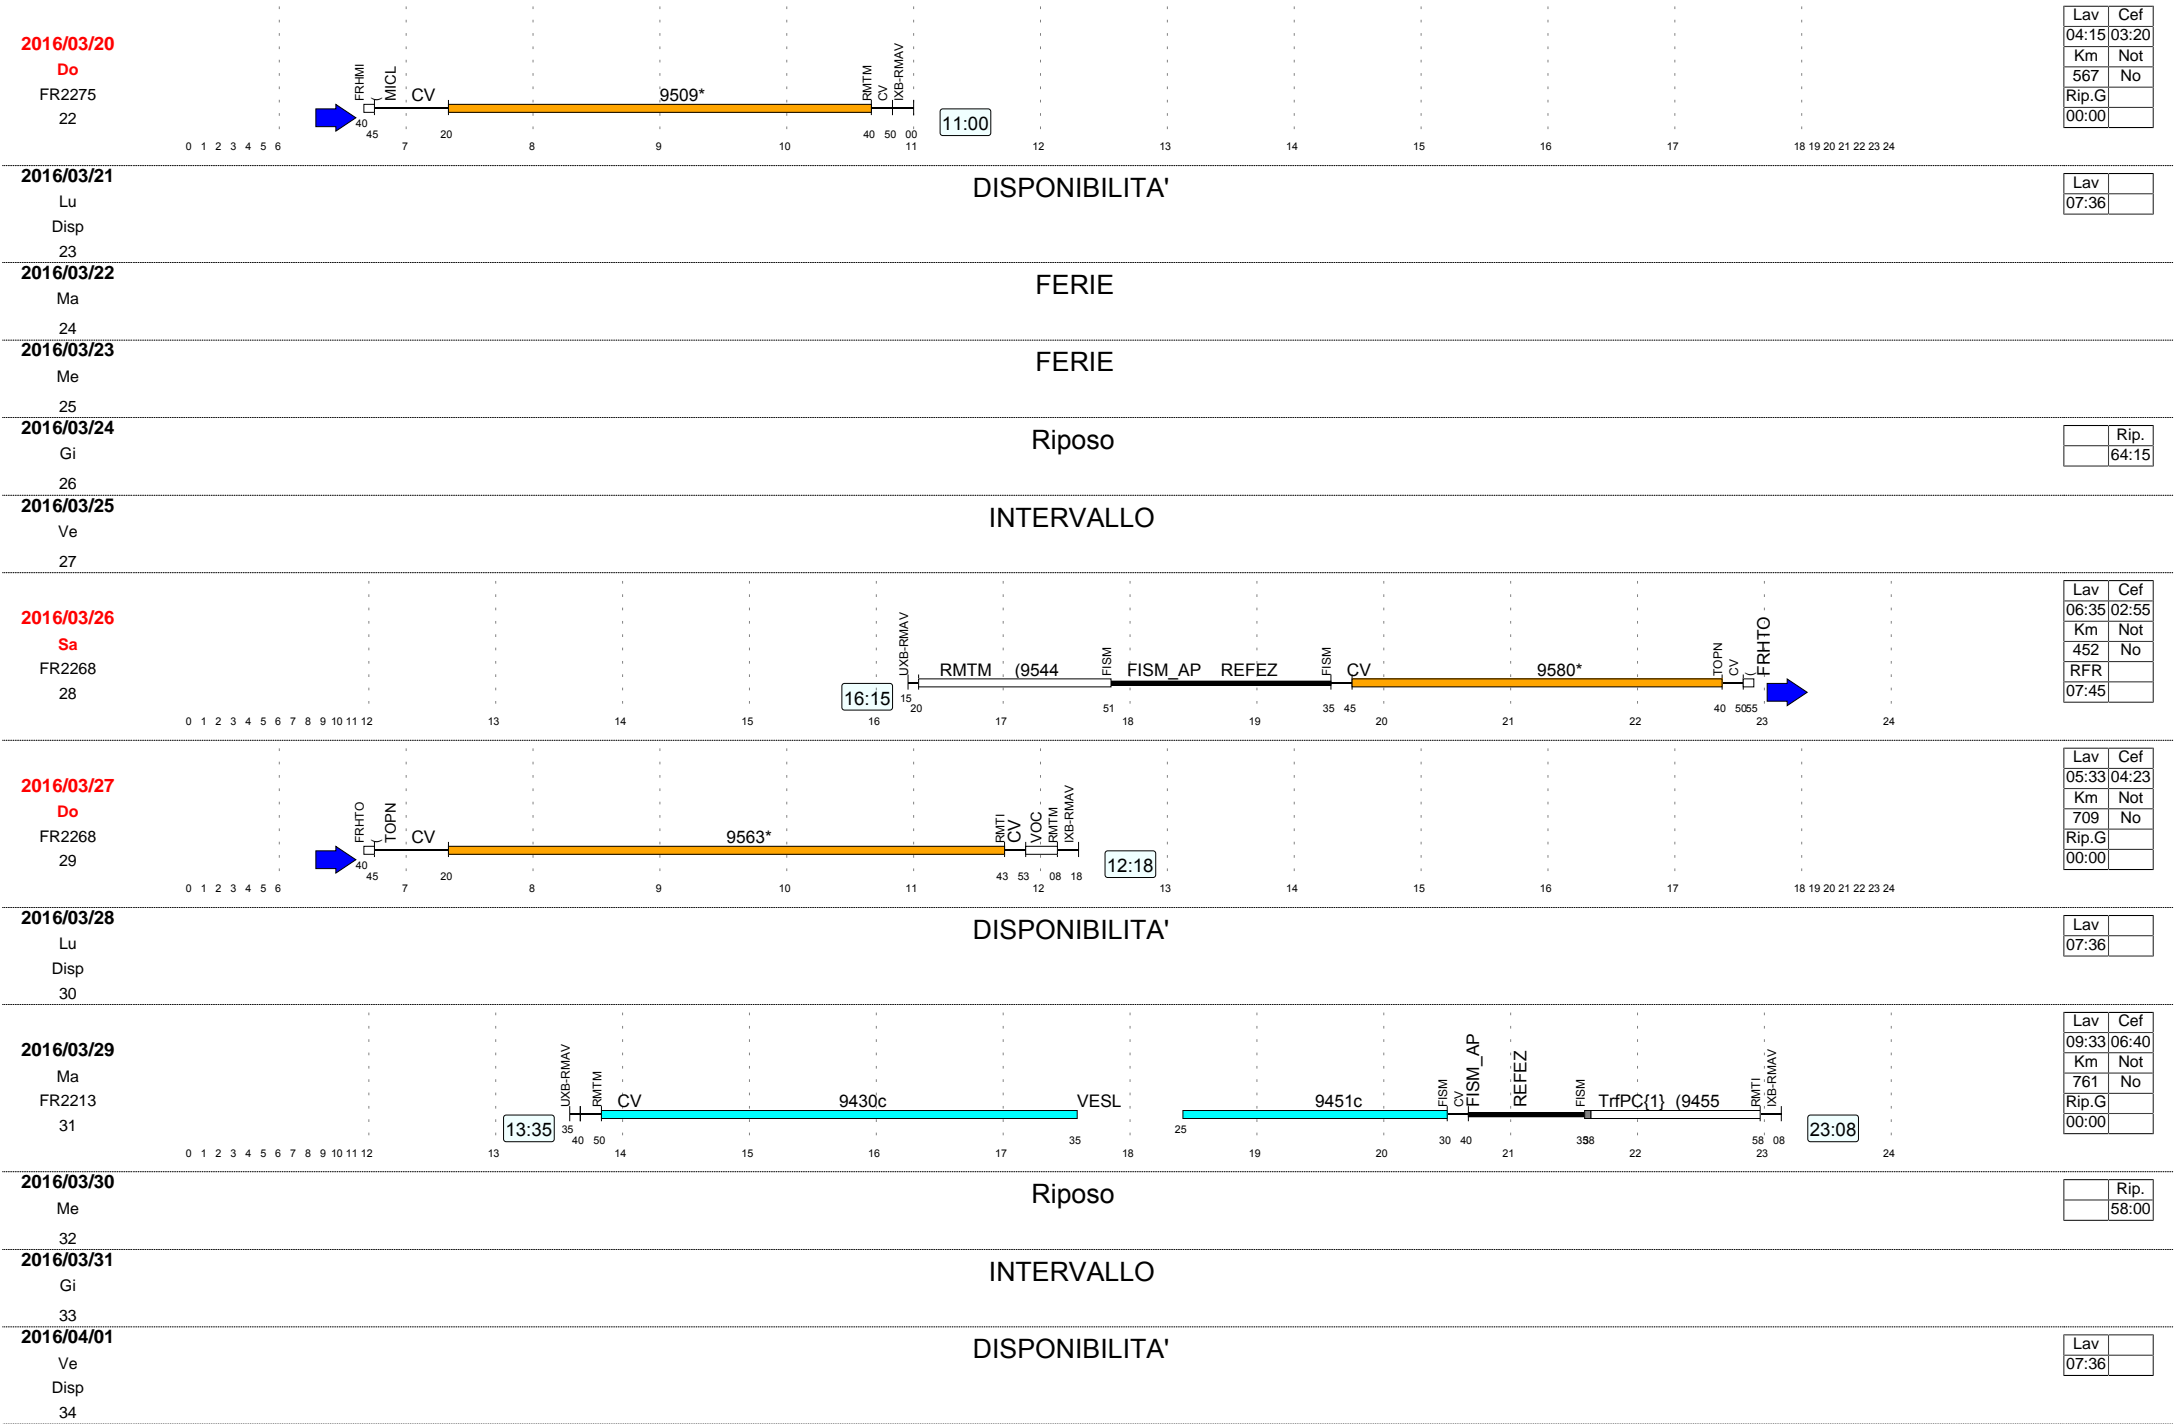 2016/03/20
Do
FR2275
22
FRHMI ( MICL CV 9509* RMTM CV IXB-RMAV
40 45 20 40 50 00
11:00
0 1 2 3 4 5 6 7 8 9 10 11 12 13 14 15 16 17 18 19 20 21 22 23 24
Lav Cef
04:15 03:20
Km Not
567 No
Rip.G
00:00
2016/03/21
Lu
Disp
23
DISPONIBILITA'
Lav
07:36
2016/03/22
Ma
24
FERIE
2016/03/23
Me
25
FERIE
2016/03/24
Gi
26
Riposo
Rip.
64:15
2016/03/25
Ve
27
INTERVALLO
2016/03/26
Sa
FR2268
28
16:15
UXB-RMAV RMTM (9544 FISM FISM_AP REFEZ FISM CV 9580* TOPN CV ( FRHTO
15 20 51 35 45 40 50 55
0 1 2 3 4 5 6 7 8 9 10 11 12 13 14 15 16 17 18 19 20 21 22 23 24
Lav Cef
06:35 02:55
Km Not
452 No
RFR
07:45
2016/03/27
Do
FR2268
29
FRHTO ( TOPN CV 9563* RMTI CV VOC RMTM IXB-RMAV
40 45 20 43 53 08 18
12:18
0 1 2 3 4 5 6 7 8 9 10 11 12 13 14 15 16 17 18 19 20 21 22 23 24
Lav Cef
05:33 04:23
Km Not
709 No
Rip.G
00:00
2016/03/28
Lu
Disp
30
DISPONIBILITA'
Lav
07:36
2016/03/29
Ma
FR2213
31
13:35
UXB-RMAV RMTM CV 9430c VESL 9451c FISM CV FISM_AP REFEZ FISM TrfPC{1} (9455 RMTI IXB-RMAV
35 40 50 35 25 30 40 35 38 58 08
23:08
0 1 2 3 4 5 6 7 8 9 10 11 12 13 14 15 16 17 18 19 20 21 22 23 24
Lav Cef
09:33 06:40
Km Not
761 No
Rip.G
00:00
2016/03/30
Me
32
Riposo
Rip.
58:00
2016/03/31
Gi
33
INTERVALLO
2016/04/01
Ve
Disp
34
DISPONIBILITA'
Lav
07:36